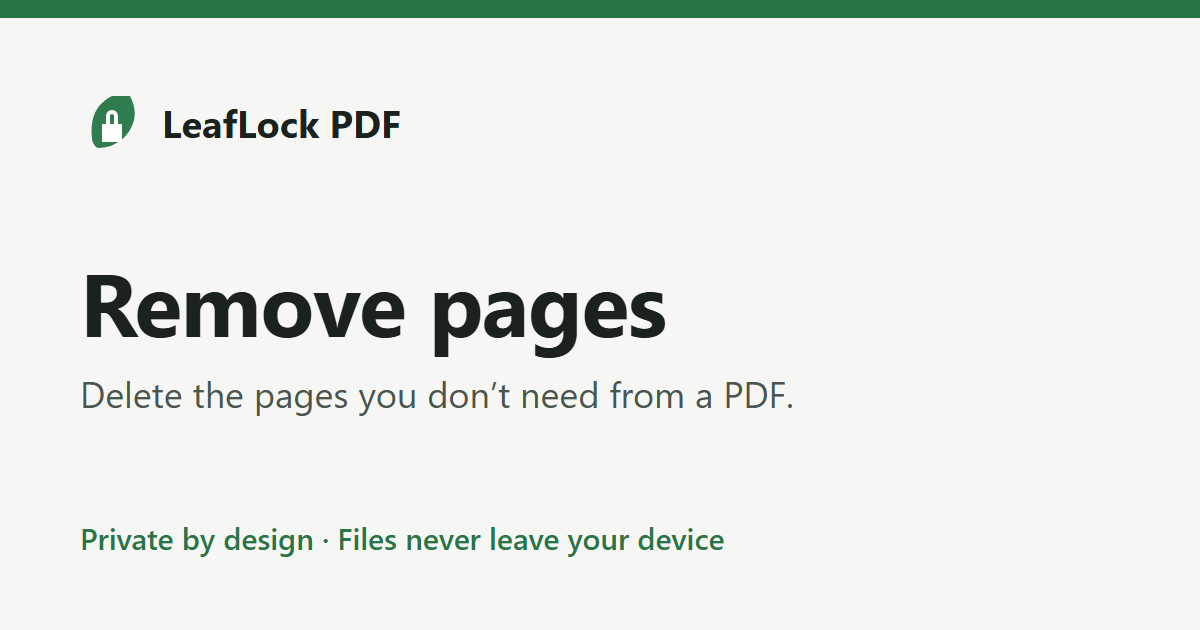 LeafLock PDF
Remove pages
Delete the pages you don’t need from a PDF.
Private by design · Files never leave your device